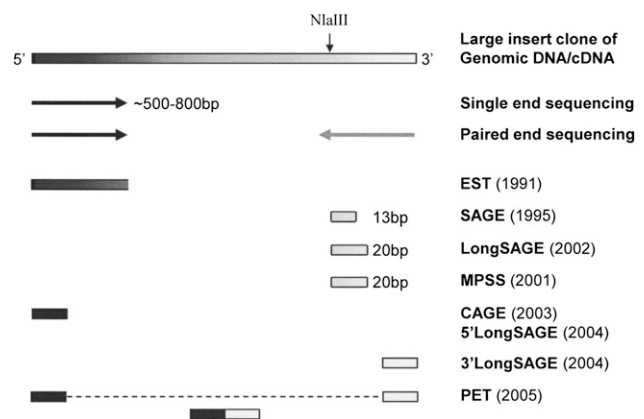 NlaIII
5' 3' Large insert clone of
Genomic DNA/cDNA
~500-800bp Single end sequencing
Paired end sequencing
EST (1991)
13bp SAGE (1995)
20bp LongSAGE (2002)
20bp MPSS (2001)
CAGE (2003)
5'LongSAGE (2004)
3'LongSAGE (2004)
PET (2005)